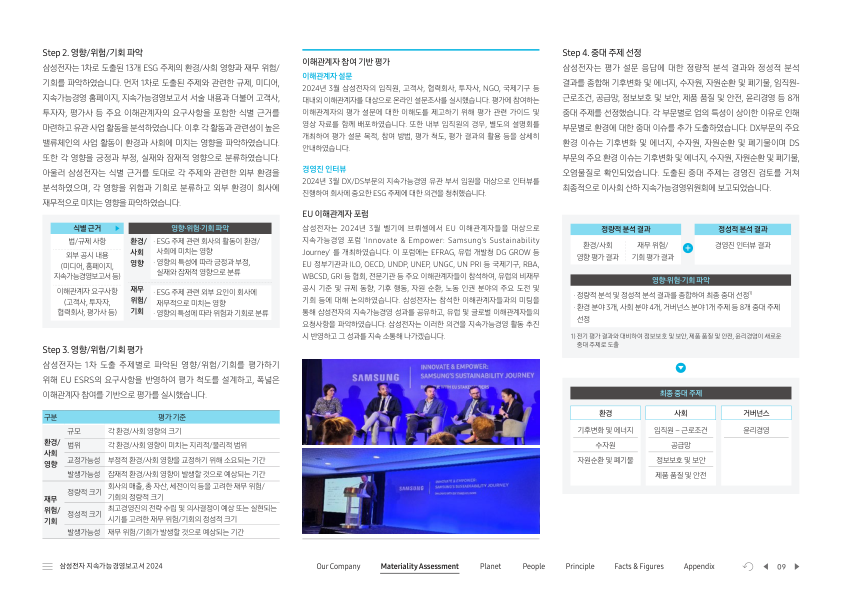 Step 2. 영향/위험/기회 파악
삼성전자는 1차로 도출된 13개 ESG 주제의 환경/사회 영향과 재무 위험/
기회를 파악하였습니다. 먼저 1차로 도출된 주제와 관련한 규제, 미디어,
지속가능경영 홈페이지, 지속가능경영보고서 서술 내용과 더불어 고객사,
투자자, 평가사 등 주요 이해관계자의 요구사항을 포함한 식별 근거를
마련하고 유관 사업 활동을 분석하였습니다. 이후 각 활동과 관련성이 높은
밸류체인의 사업 활동이 환경과 사회에 미치는 영향을 파악하였습니다.
또한 각 영향을 긍정과 부정, 실재와 잠재적 영향으로 분류하였습니다.
아울러 삼성전자는 식별 근거를 토대로 각 주제와 관련한 외부 환경을
분석하였으며, 각 영향을 위험과 기회로 분류하고 외부 환경이 회사에
재무적으로 미치는 영향을 파악하였습니다.
식별 근거
영향·위험·기회 파악
법/규제 사항
외부 공시 내용
(미디어, 홈페이지,
지속가능경영보고서 등)
이해관계자 요구사항
(고객사, 투자자,
협력회사, 평가사 등)
환경/
사회
영향
· ESG 주제 관련 회사의 활동이 환경/
사회에 미치는 영향
· 영향의 특성에 따라 긍정과 부정,
실재와 잠재적 영향으로 분류
재무
위험/
기회
· ESG 주제 관련 외부 요인이 회사에
재무적으로 미치는 영향
· 영향의 특성에 따라 위험과 기회로 분류
Step 3. 영향/위험/기회 평가
삼성전자는 1차 도출 주제별로 파악된 영향/위험/기회를 평가하기
위해 EU ESRS의 요구사항을 반영하여 평가 척도를 설계하고, 폭넓은
이해관계자 참여를 기반으로 평가를 실시했습니다.
구분 평가 기준
환경/
사회
영향
규모 각 환경/사회 영향의 크기
범위 각 환경/사회 영향이 미치는 지리적/물리적 범위
교정가능성 부정적 환경/사회 영향을 교정하기 위해 소요되는 기간
발생가능성 잠재적 환경/사회 영향이 발생할 것으로 예상되는 기간
재무
위험/
기회
정량적 크기 회사의 매출, 총 자산, 세전이익 등을 고려한 재무 위험/
기회의 정량적 크기
정성적 크기 최고경영진의 전략 수립 및 의사결정이 예상 또는 실현되는
시기를 고려한 재무 위험/기회의 정성적 크기
발생가능성 재무 위험/기회가 발생할 것으로 예상되는 기간
이해관계자 참여 기반 평가
이해관계자 설문
2024년 3월 삼성전자의 임직원, 고객사, 협력회사, 투자사, NGO, 국제기구 등
대내외 이해관계자를 대상으로 온라인 설문조사를 실시했습니다. 평가에 참여하는
이해관계자의 평가 설문에 대한 이해도를 제고하기 위해 평가 관련 가이드 및
영상 자료를 함께 배포하였습니다. 또한 내부 임직원의 경우, 별도의 설명회를
개최하여 평가 설문 목적, 참여 방법, 평가 척도, 평가 결과의 활용 등을 상세히
안내하였습니다.
경영진 인터뷰
2024년 3월 DX/DS부문의 지속가능경영 유관 부서 임원을 대상으로 인터뷰를
진행하여 회사에 중요한 ESG 주제에 대한 의견을 청취했습니다.
EU 이해관계자 포럼
삼성전자는 2024년 3월 벨기에 브뤼셀에서 EU 이해관계자들을 대상으로
지속가능경영 포럼 'Innovate & Empower: Samsung's Sustainability
Journey' 를 개최하였습니다. 이 포럼에는 EFRAG, 유럽 개발청 DG GROW 등
EU 정부기관과 ILO, OECD, UNDP, UNEP, UNGC, UN PRI 등 국제기구, RBA,
WBCSD, GRI 등 협회, 전문기관 등 주요 이해관계자들이 참석하여, 유럽의 비재무
공시 기준 및 규제 동향, 기후 행동, 자원 순환, 노동 인권 분야의 주요 도전 및
기회 등에 대해 논의하였습니다. 삼성전자는 참석한 이해관계자들과의 미팅을
통해 삼성전자의 지속가능경영 성과를 공유하고, 유럽 및 글로벌 이해관계자들의
요청사항을 파악하였습니다. 삼성전자는 이러한 의견을 지속가능경영 활동 추진
시 반영하고 그 성과를 지속 소통해 나가겠습니다.
SAMSUNG
INNOVATE & EMPOWER:
SAMSUNG'S SUSTAINABILITY JOURNEY
SAMSUNG
INNOVATE & EMPOWER:
SAMSUNG'S SUSTAINABILITY JOURNEY
Step 4. 중대 주제 선정
삼성전자는 평가 설문 응답에 대한 정량적 분석 결과와 정성적 분석
결과를 종합해 기후변화 및 에너지, 수자원, 자원순환 및 폐기물, 임직원-
근로조건, 공급망, 정보보호 및 보안, 제품 품질 및 안전, 윤리경영 등 8개
중대 주제를 선정했습니다. 각 부문별로 업의 특성이 상이한 이유로 인해
부문별로 환경에 대한 중대 이슈를 추가 도출하였습니다. DX부문의 주요
환경 이슈는 기후변화 및 에너지, 수자원, 자원순환 및 폐기물이며 DS
부문의 주요 환경 이슈는 기후변화 및 에너지, 수자원, 자원순환 및 폐기물,
오염물질로 확인되었습니다. 도출된 중대 주제는 경영진 검토를 거쳐
최종적으로 이사회 산하 지속가능경영위원회에 보고되었습니다.
정량적 분석 결과
정성적 분석 결과
환경/사회
영향 평가 결과
재무 위험/
기회 평가 결과
경영진 인터뷰 결과
영향·위험·기회 파악
· 정량적 분석 및 정성적 분석 결과를 종합하여 최종 중대 선정1)
· 환경 분야 3개, 사회 분야 4개, 거버넌스 분야 1개 주제 등 8개 중대 주제
선정
1) 전기 평가 결과와 대비하여 정보보호 및 보안, 제품 품질 및 안전, 윤리경영이 새로운
중대 주제로 도출
최종 중대 주제
환경 사회 거버넌스
기후변화 및 에너지 임직원 – 근로조건 윤리경영
수자원 공급망
자원순환 및 폐기물 정보보호 및 보안
제품 품질 및 안전
삼성전자 지속가능경영보고서 2024
Our Company Materiality Assessment Planet People Principle Facts & Figures Appendix 09